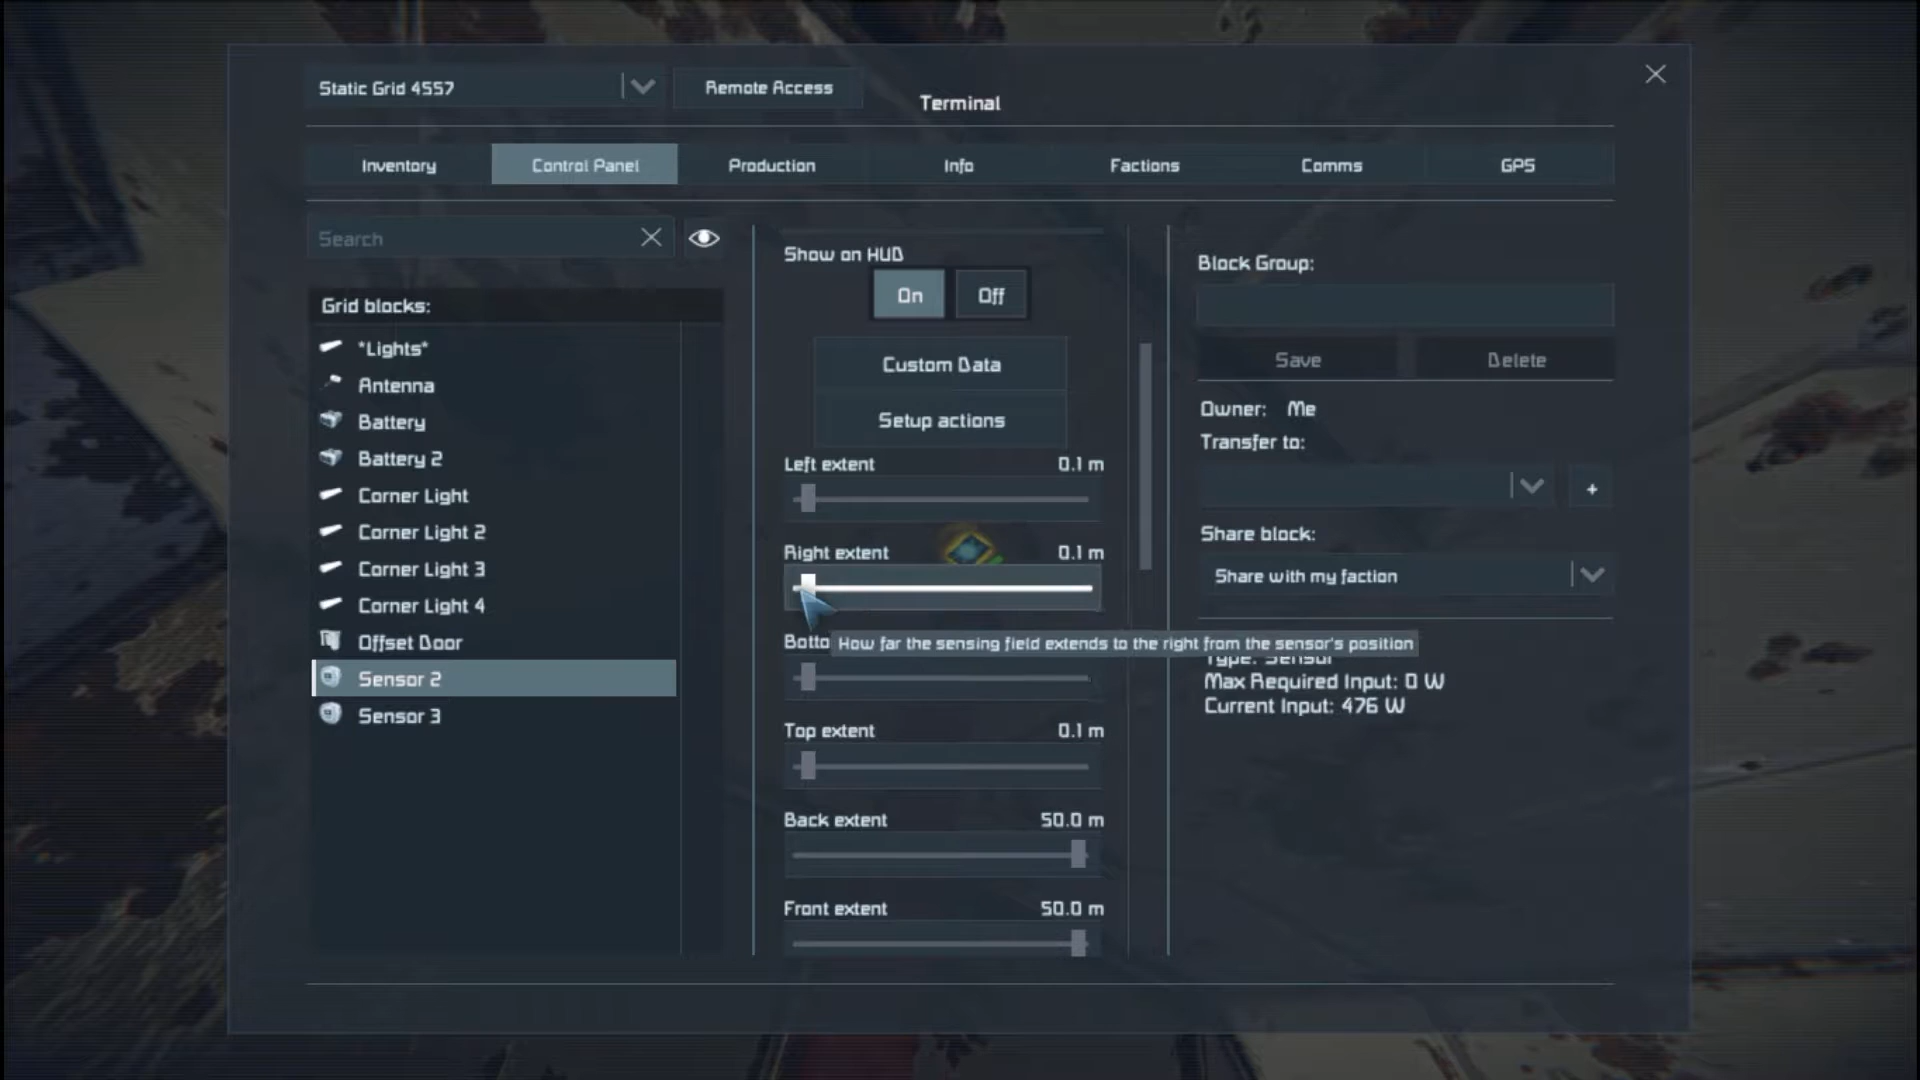 Static Grid 4557
Remote Access
Terminal
Inventory
Control Panel
Production
Info
Factions
Comms
GPS
Search
Grid blocks:
*Lights*
Antenna
Battery
Battery 2
Corner Light
Corner Light 2
Corner Light 3
Corner Light 4
Offset Door
Sensor 2
Sensor 3
Show on HUD
On
Off
Custom Data
Setup actions
Left extent 0.1 m
Right extent 0.1 m
Botto
How far the sensing field extends to the right from the sensor's position
Top extent 0.1 m
Back extent 50.0 m
Front extent 50.0 m
Block Group:
Save
Delete
Owner: Me
Transfer to:
+
Share block:
Share with my faction
Type: Sensor
Max Required Input: 0 W
Current Input: 476 W